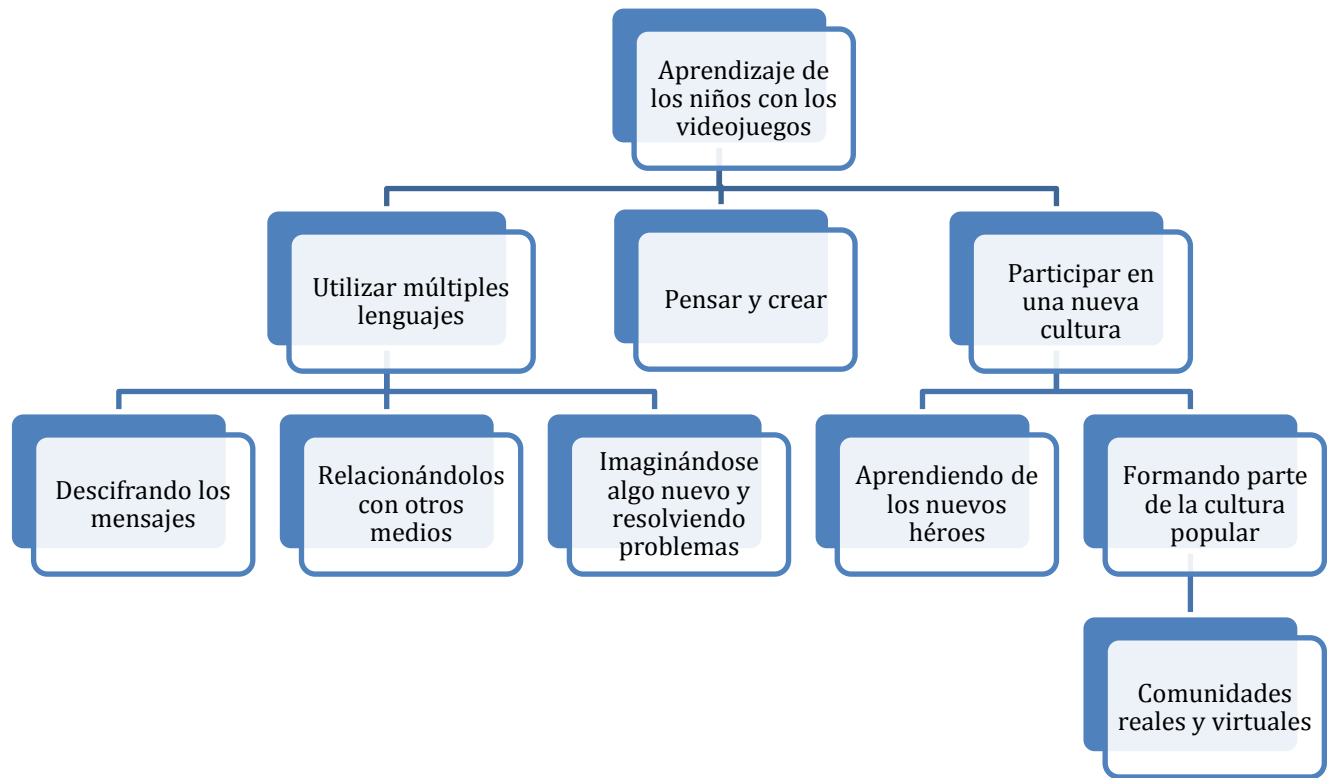 Aprendizaje de
los niños con los
videojuegos
Utilizar múltiples
lenguajes
Pensar y crear
Participar en
una nueva
cultura
Descifrando los
mensajes
Relacionándolos
con otros
medios
Imaginándose
algo nuevo y
resolviendo
problemas
Aprendiendo de
los nuevos
héroes
Formando parte
de la cultura
popular
Comunidades
reales y virtuales